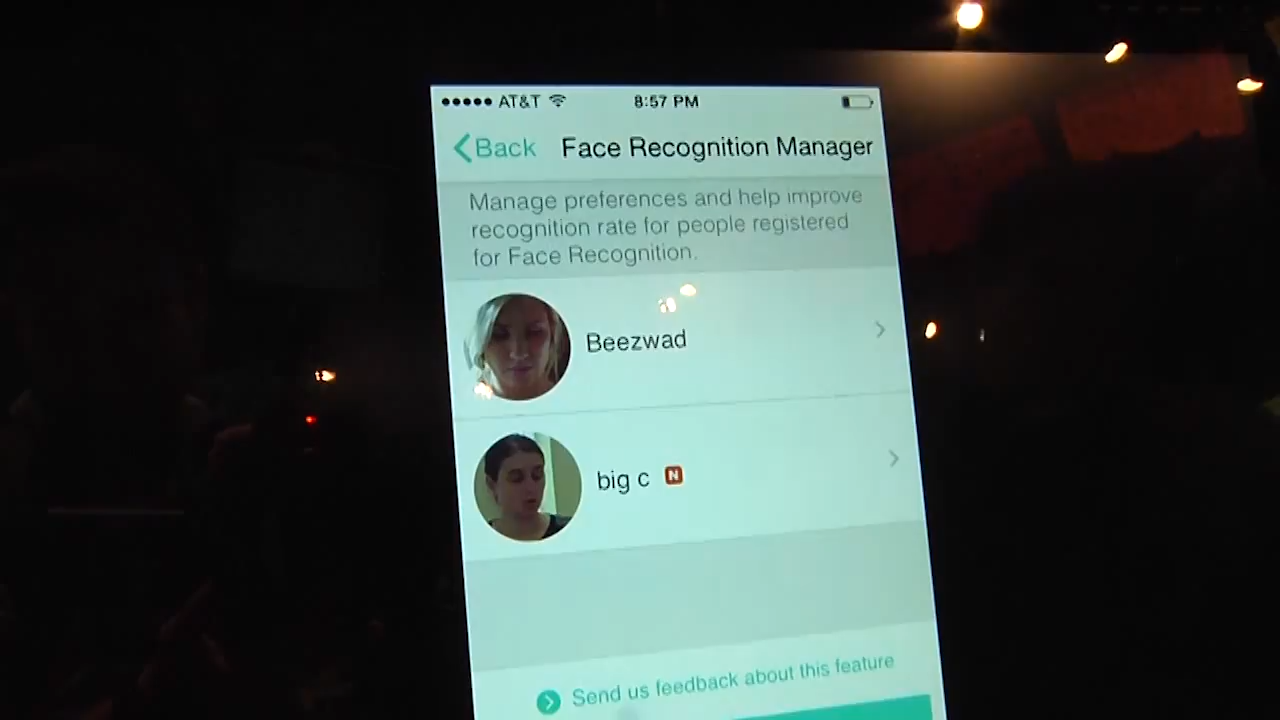 AT&T 8:57 PM
Back Face Recognition Manager
Manage preferences and help improve
recognition rate for people registered
for Face Recognition.
Beezwad
big c N
Send us feedback about this feature